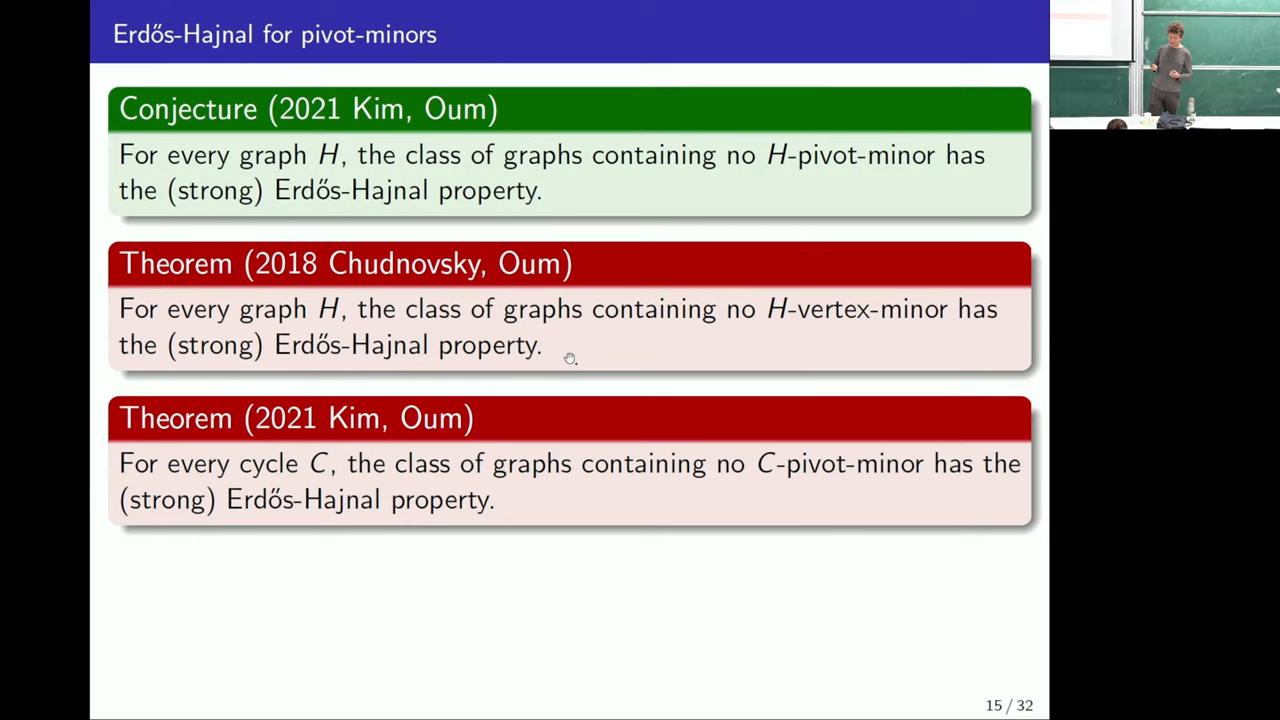 Erdős-Hajnal for pivot-minors
Conjecture (2021 Kim, Oum)
For every graph H, the class of graphs containing no H-pivot-minor has
the (strong) Erdős-Hajnal property.
Theorem (2018 Chudnovsky, Oum)
For every graph H, the class of graphs containing no H-vertex-minor has
the (strong) Erdős-Hajnal property.
Theorem (2021 Kim, Oum)
For every cycle C, the class of graphs containing no C-pivot-minor has the
(strong) Erdős-Hajnal property.
15 / 32